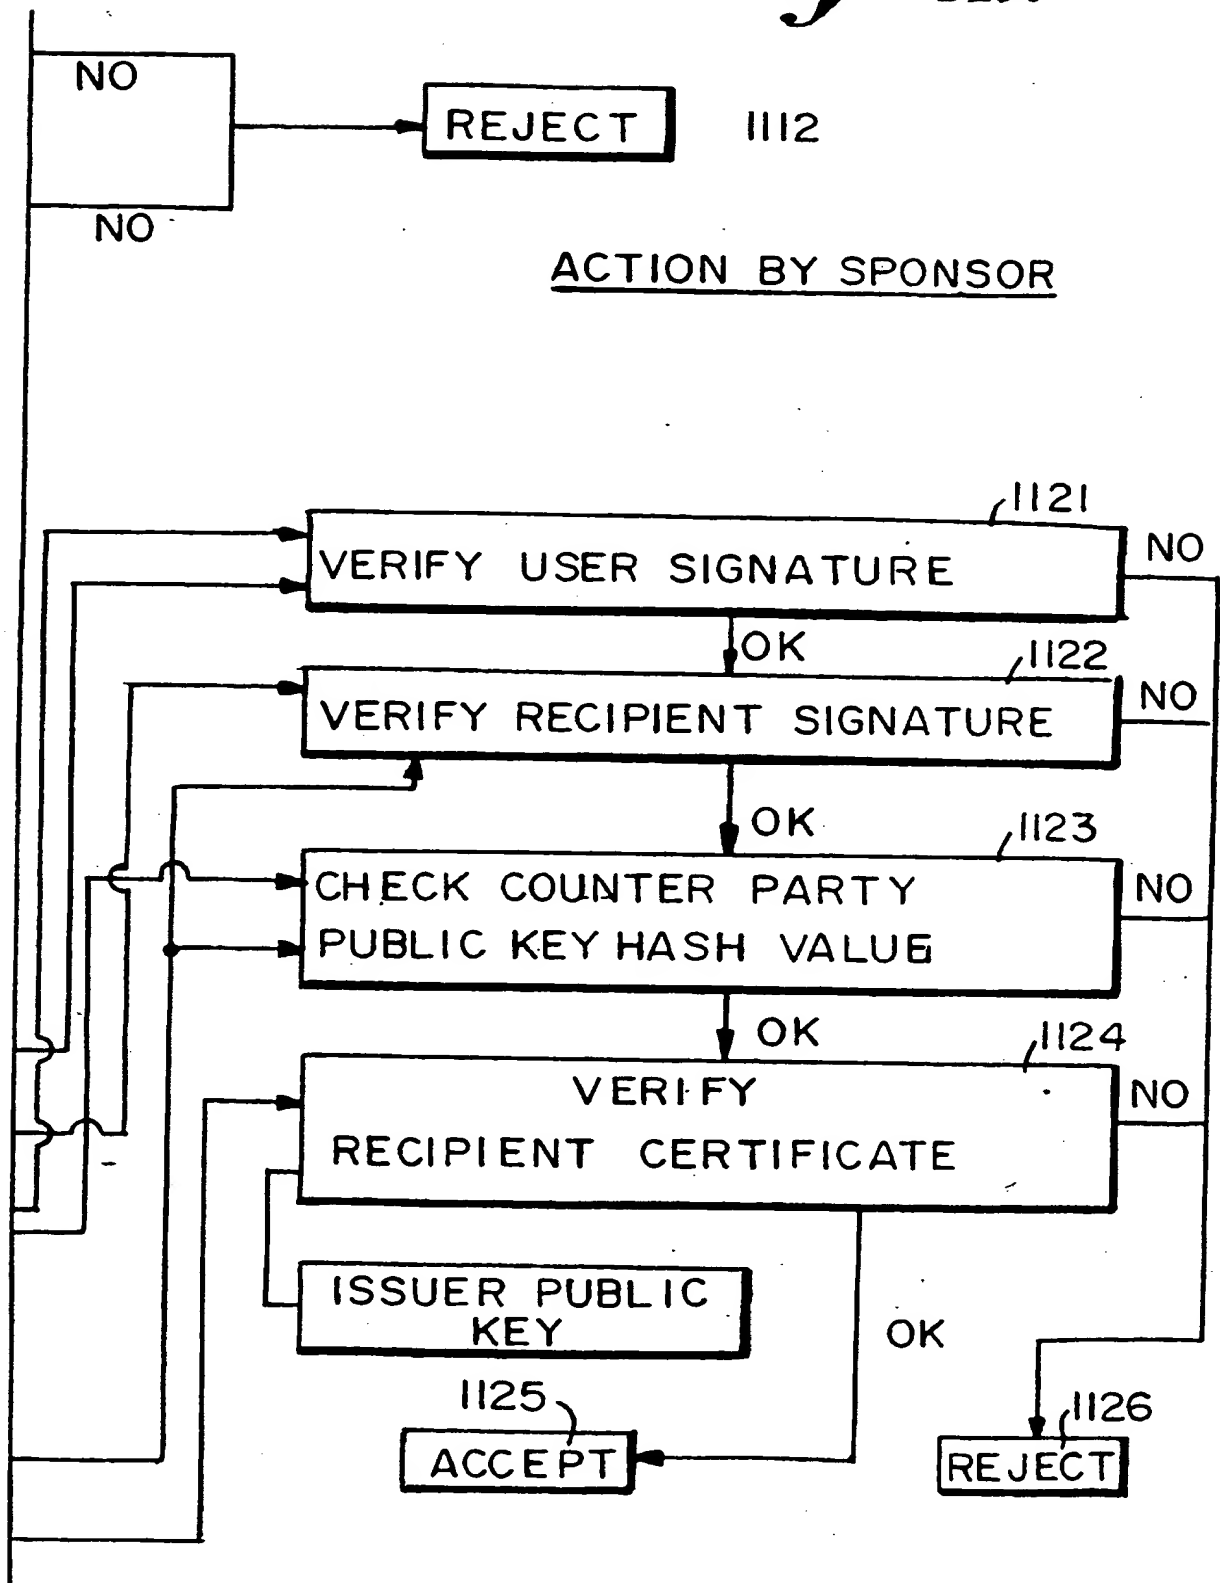 NO
REJECT 1112
NO
ACTION BY SPONSOR
1121
VERIFY USER SIGNATURE
NO
OK
1122
VERIFY RECIPIENT SIGNATURE
NO
OK
1123
CHECK COUNTER PARTY
PUBLIC KEY HASH VALUE
NO
OK
1124
VERIFY
RECIPIENT CERTIFICATE
NO
ISSUER PUBLIC
KEY
OK
1125
ACCEPT
1126
REJECT